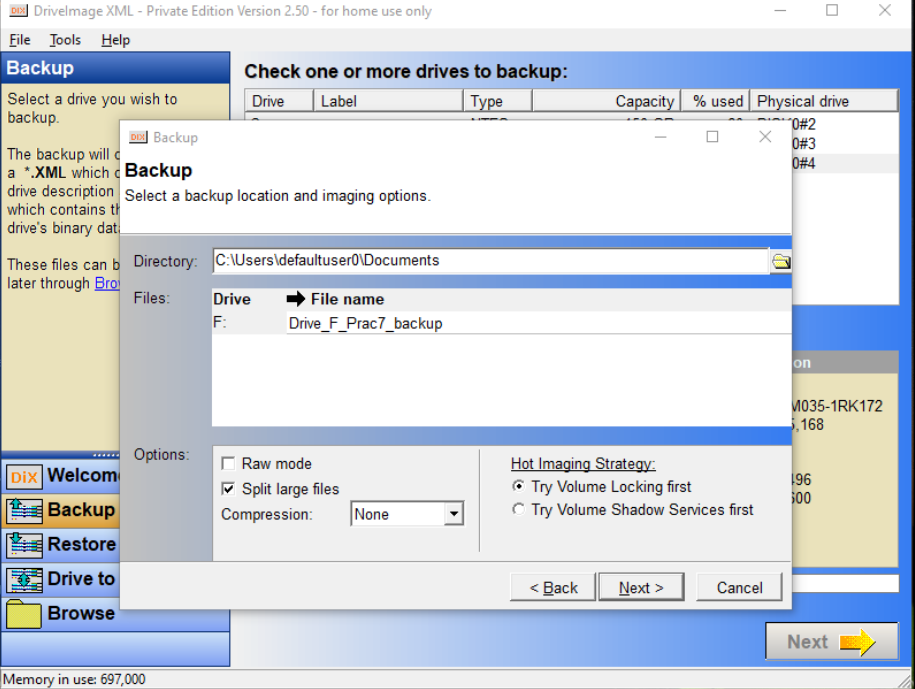 DriveImage XML - Private Edition Version 2.50 - for home use only
File Tools Help
Backup
Select a drive you wish to
backup.
The backup will
a *.XML which
drive description
which contains
drive's binary
These files can
later through
DiX Welcome
Backup
Restore
Drive to
Browse
Memory in use: 697,000
Check one or more drives to backup:
Drive Label Type Capacity % used Physical drive
0#2
0#3
0#4
Backup
Backup
Select a backup location and imaging options.
Directory: C:\Users\defaultuser0\Documents
Files: Drive File name
F: Drive_F_Prac7_backup
Options:
Raw mode
Split large files
Compression: None
Hot Imaging Strategy:
Try Volume Locking first
Try Volume Shadow Services first
< Back Next > Cancel
on
M035-1RK172
,168
496
600
Next